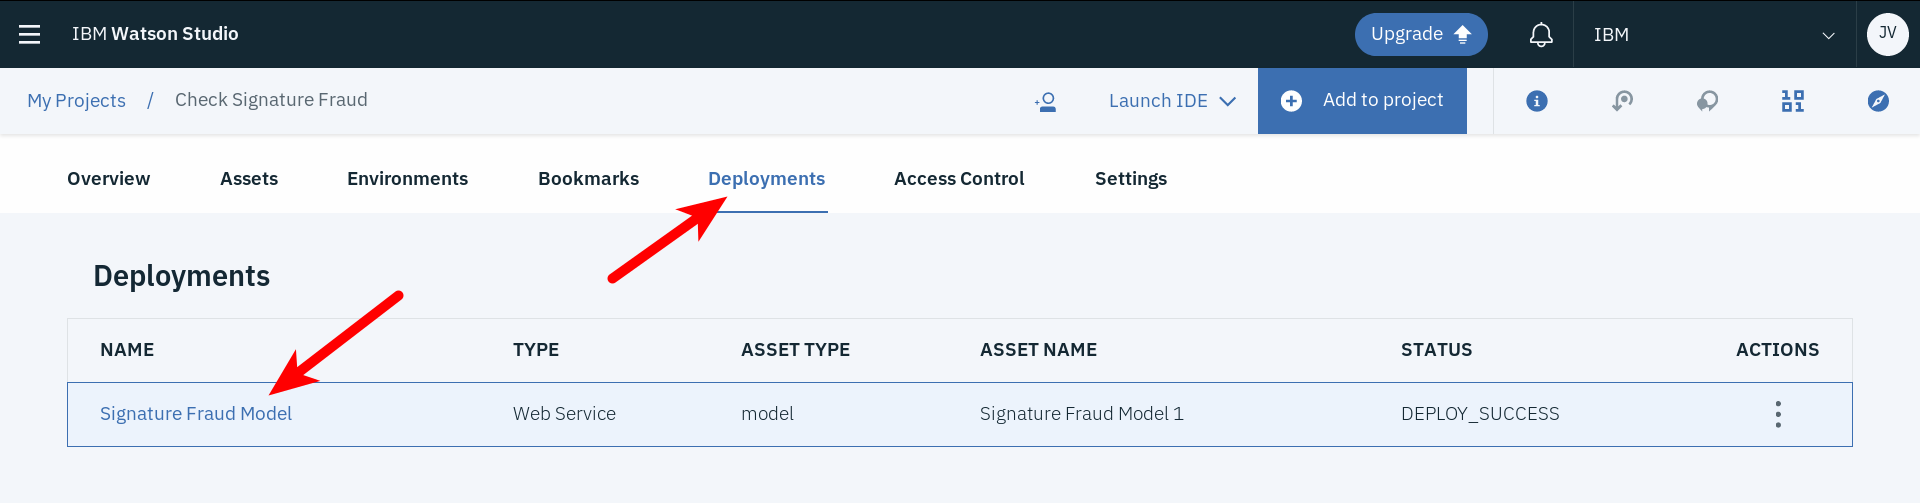 IBM Watson Studio
Upgrade
IBM
JV
My Projects / Check Signature Fraud
Launch IDE
Add to project
Overview
Assets
Environments
Bookmarks
Deployments
Access Control
Settings
Deployments
NAME TYPE ASSET TYPE ASSET NAME STATUS ACTIONS
Signature Fraud Model Web Service model Signature Fraud Model 1 DEPLOY_SUCCESS